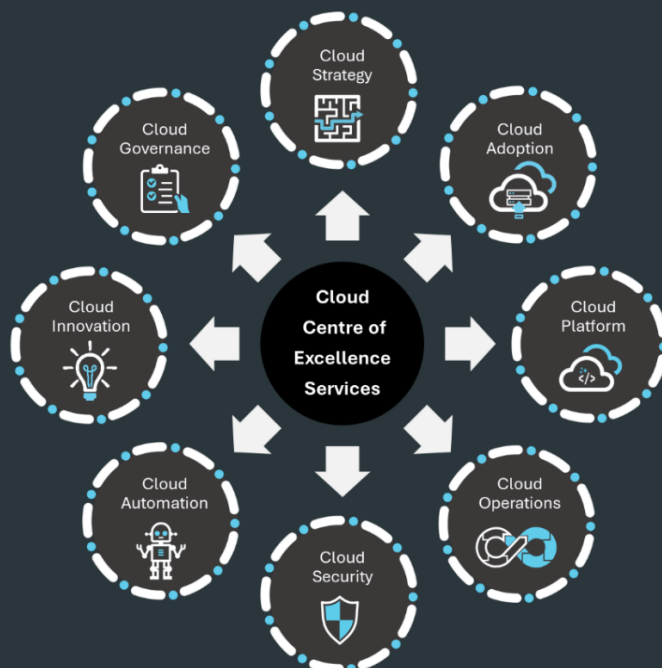 Cloud
Strategy
Cloud
Governance
Cloud
Adoption
Cloud
Centre of
Excellence
Services
Cloud
Innovation
Cloud
Platform
</>
Cloud
Automation
Cloud
Operations
Cloud
Security